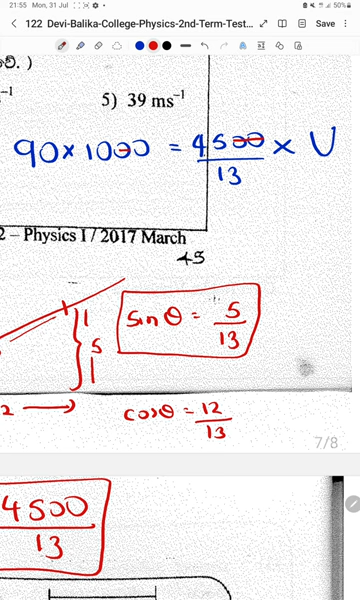 21:55 Mon, 31 Jul 50%
122 Devi-Balika-College-Physics-2nd-Term-Test... Save
5) 39 ms⁻¹
90 × 1000 = 4500/13 × V
2 – Physics I / 2017 March
45
1
5
1
sin θ = 5/13
2 → cos θ = 12/13
7/8
4500/13